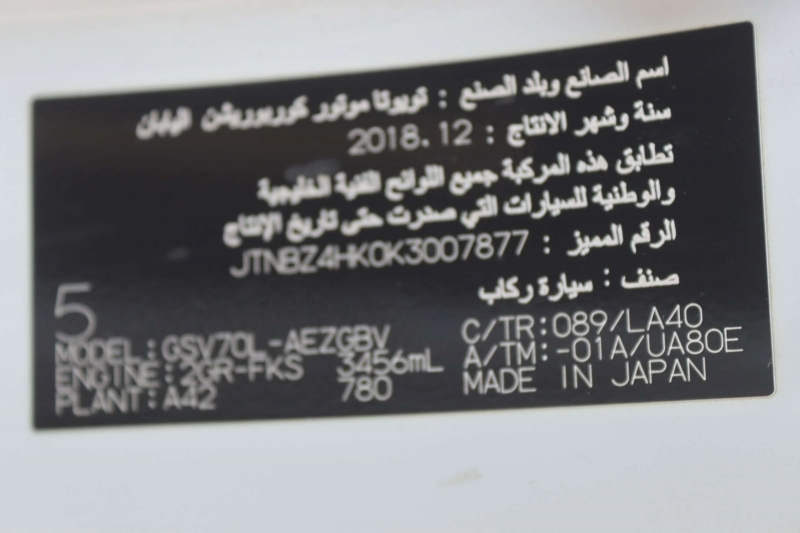 اسم الصانع وبلد الصنع : تويوتا موتور كوربوريشن اليابان
سنة وشهر الانتاج : 2018.12
تطابق هذه المركبة جميع اللوائح الفنية الخليجية
والوطنية للسيارات التي صدرت حتى تاريخ الإنتاج
الرقم المميز : JTNBZ4HK0K3007877
صنف : سيارة ركاب
5
MODEL:GSV70L-AEZGBV C/TR:089/LA40
ENGINE:2GR-FKS 3456mL A/TM:-01A/UA80E
PLANT:A42 780 MADE IN JAPAN